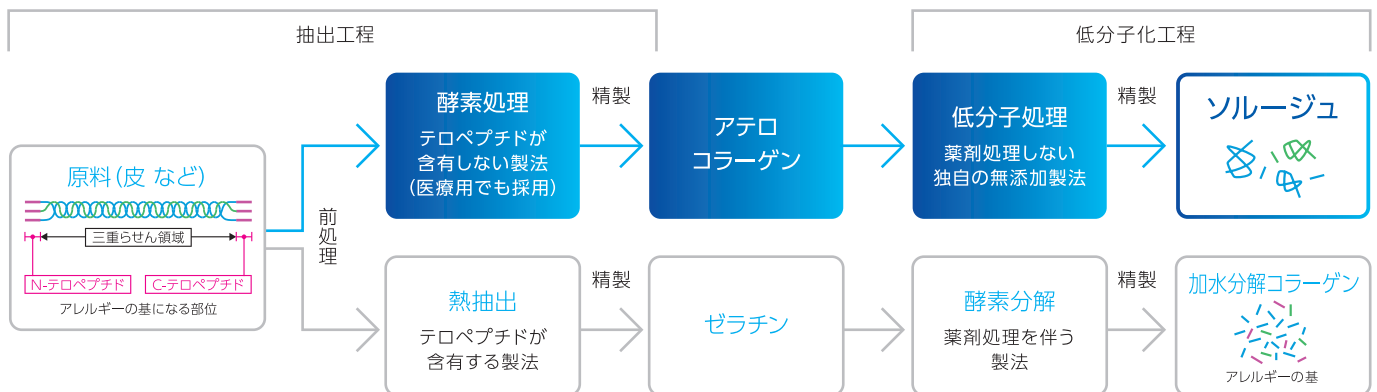 抽出工程
低分子化工程
原料(皮 など)
三重らせん領域
N-テロペプチド
C-テロペプチド
アレルギーの基になる部位
前処理
酵素処理
テロペプチドが
含有しない製法
(医療用でも採用)
精製
アテロ
コラーゲン
低分子処理
薬剤処理しない
独自の無添加製法
精製
ソルージュ
熱抽出
テロペプチドが
含有する製法
精製
ゼラチン
酵素分解
薬剤処理を伴う
製法
精製
加水分解コラーゲン
アレルギーの基